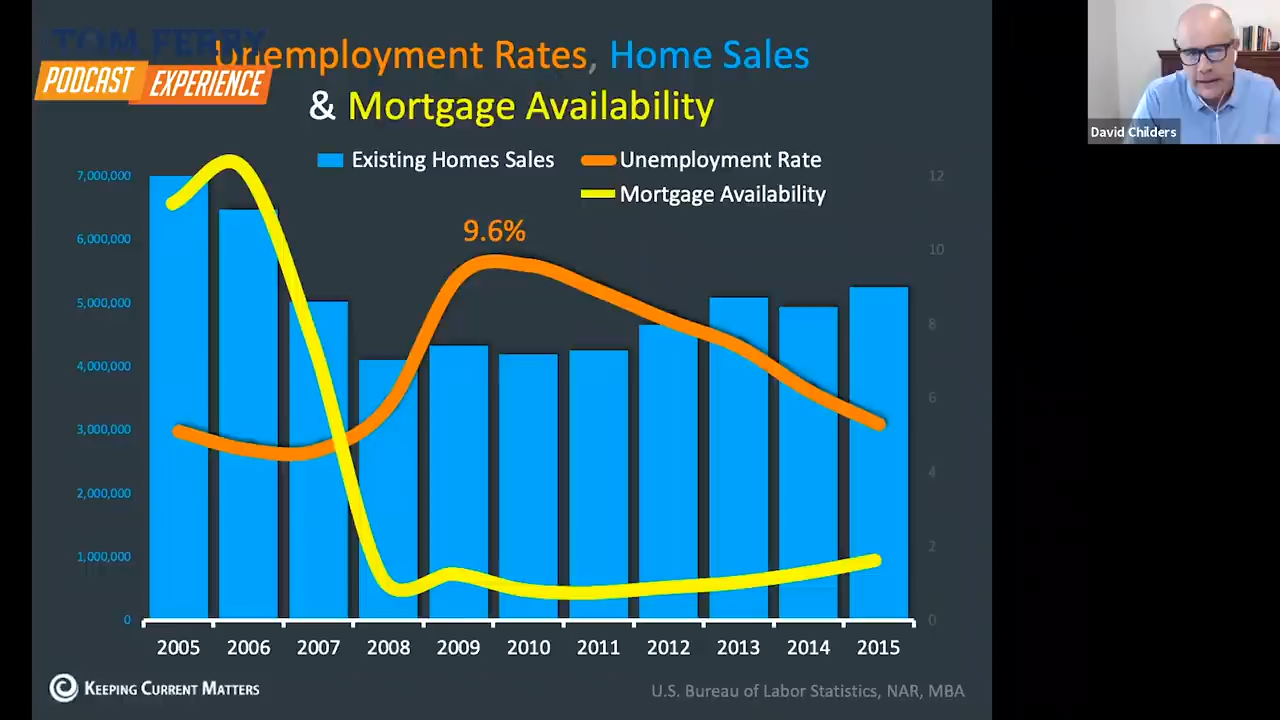 TOM FERRY
PODCAST EXPERIENCE
Unemployment Rates, Home Sales
& Mortgage Availability
Existing Homes Sales
Unemployment Rate
Mortgage Availability
9.6%
7,000,000
6,000,000
5,000,000
4,000,000
3,000,000
2,000,000
1,000,000
0
12
10
8
6
4
2
0
2005 2006 2007 2008 2009 2010 2011 2012 2013 2014 2015
KEEPING CURRENT MATTERS
U.S. Bureau of Labor Statistics, NAR, MBA
David Childers